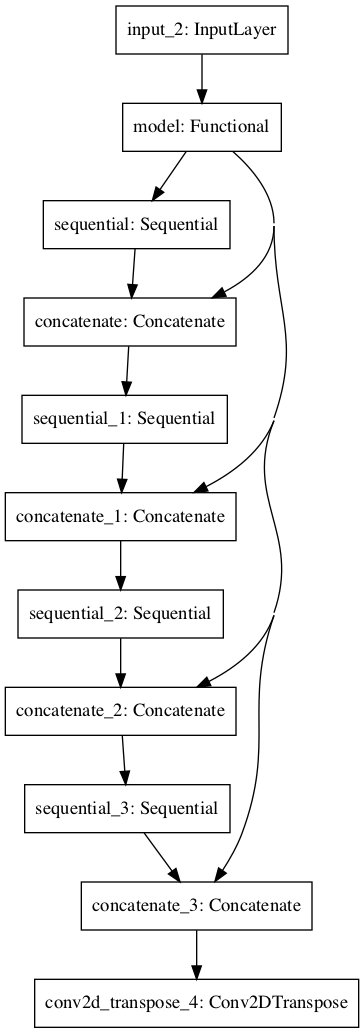 input_2: InputLayer
model: Functional
sequential: Sequential
concatenate: Concatenate
sequential_1: Sequential
concatenate_1: Concatenate
sequential_2: Sequential
concatenate_2: Concatenate
sequential_3: Sequential
concatenate_3: Concatenate
conv2d_transpose_4: Conv2DTranspose